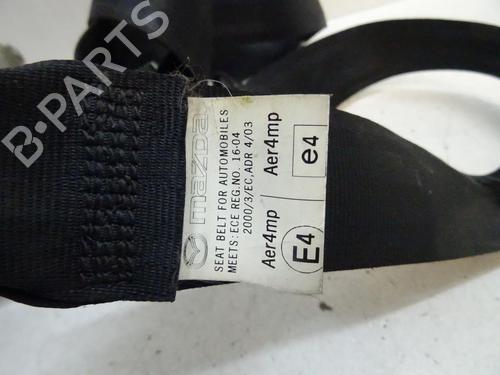 mazda
SEAT BELT FOR AUTOMOBILES
MEETS: ECE REG.NO. 16-04
2000/3/EC,ADR 4/03
Aer4mp Aer4mp
E4 e4
B-PARTS